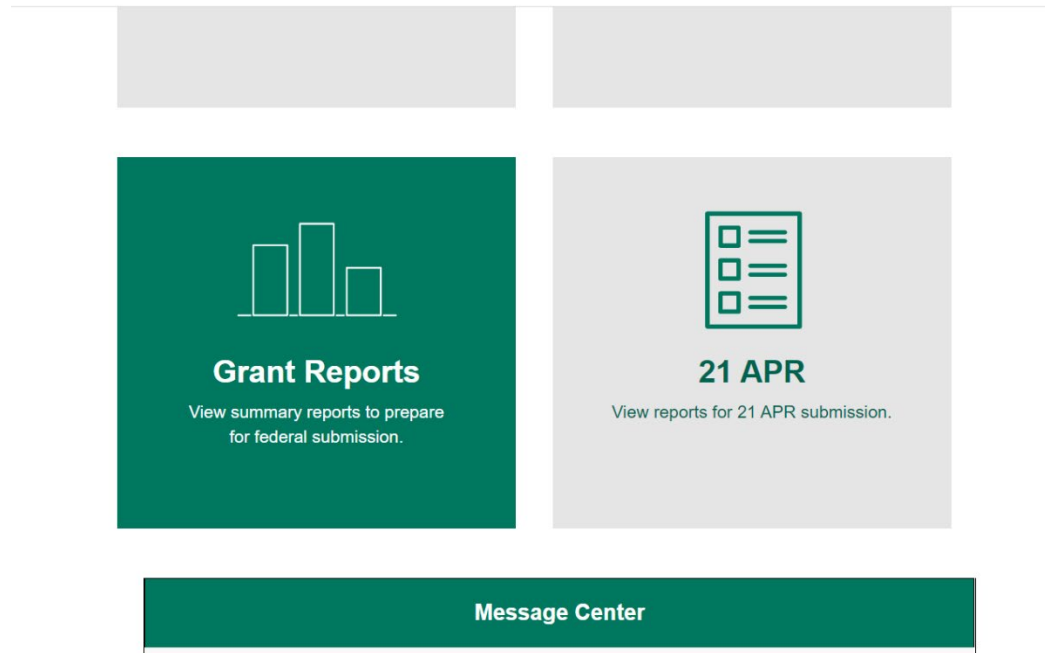 Grant Reports
View summary reports to prepare
for federal submission.
21 APR
View reports for 21 APR submission.
Message Center